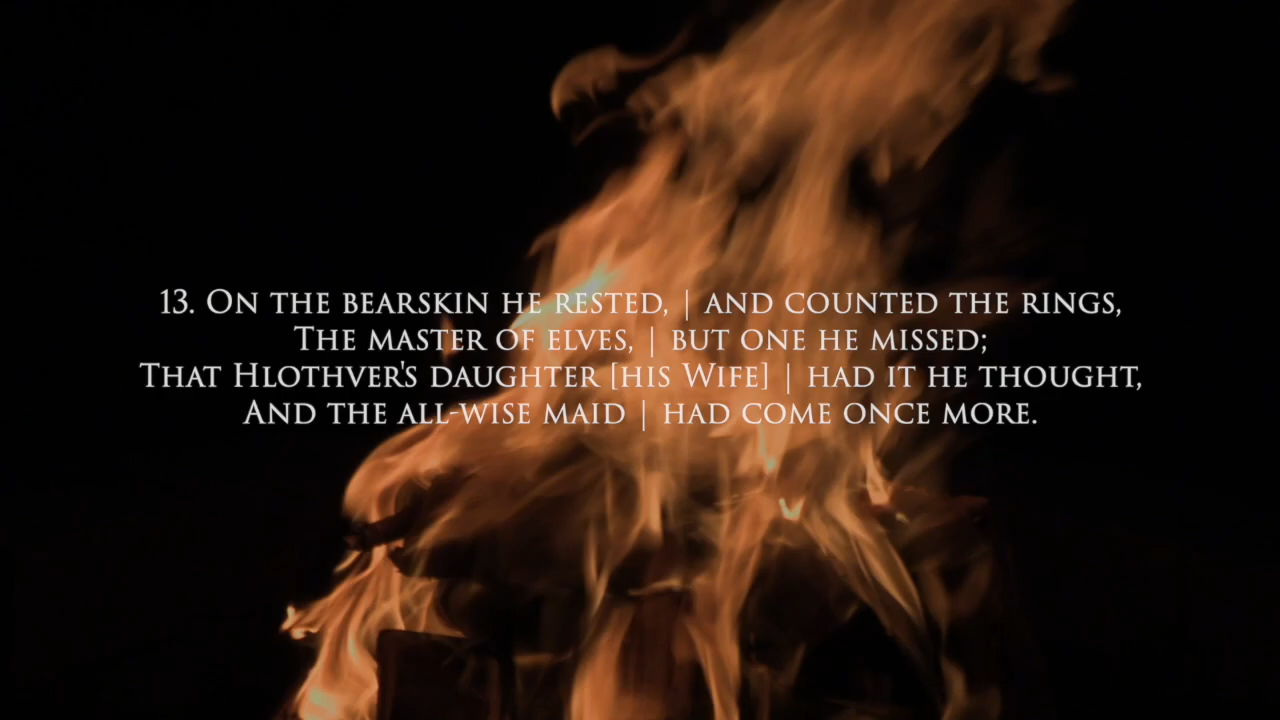 13. On the bearskin he rested, | and counted the rings,
The master of elves, | but one he missed;
That Hlothver's daughter [his Wife] | had it he thought,
And the all-wise maid | had come once more.